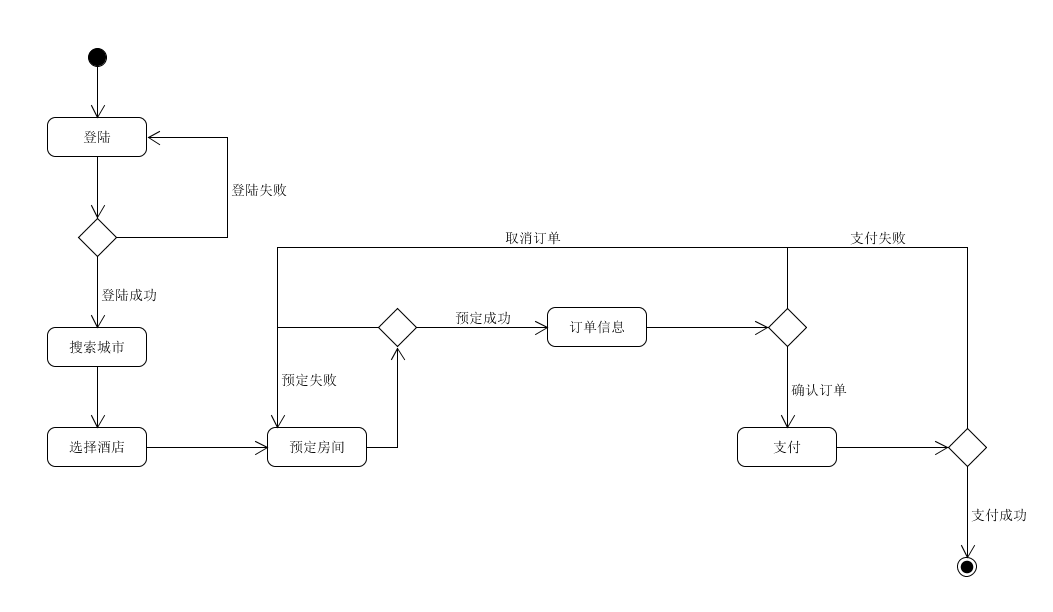 登陆
登陆失败
登陆成功
搜索城市
选择酒店
预定房间
预定失败
预定成功
取消订单
订单信息
支付失败
确认订单
支付
支付成功